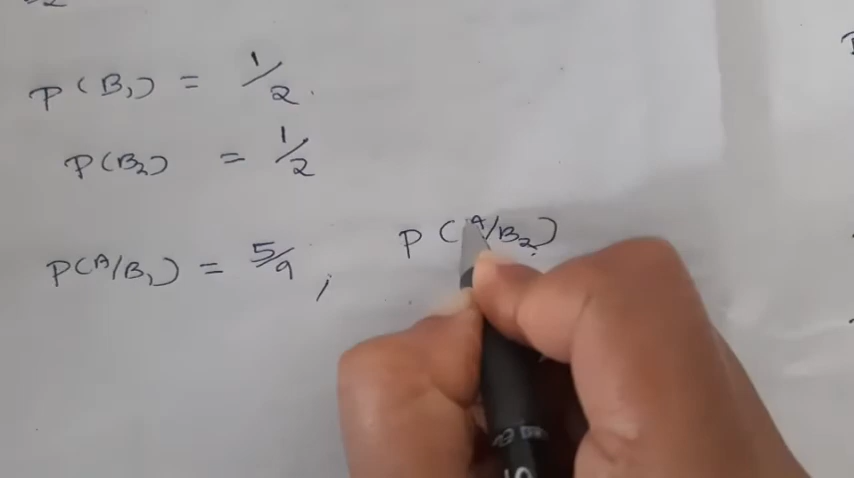 P(B₁) = 1/2.
P(B₂) = 1/2
P(A/B₁) = 5/9 , P(A/B₂)